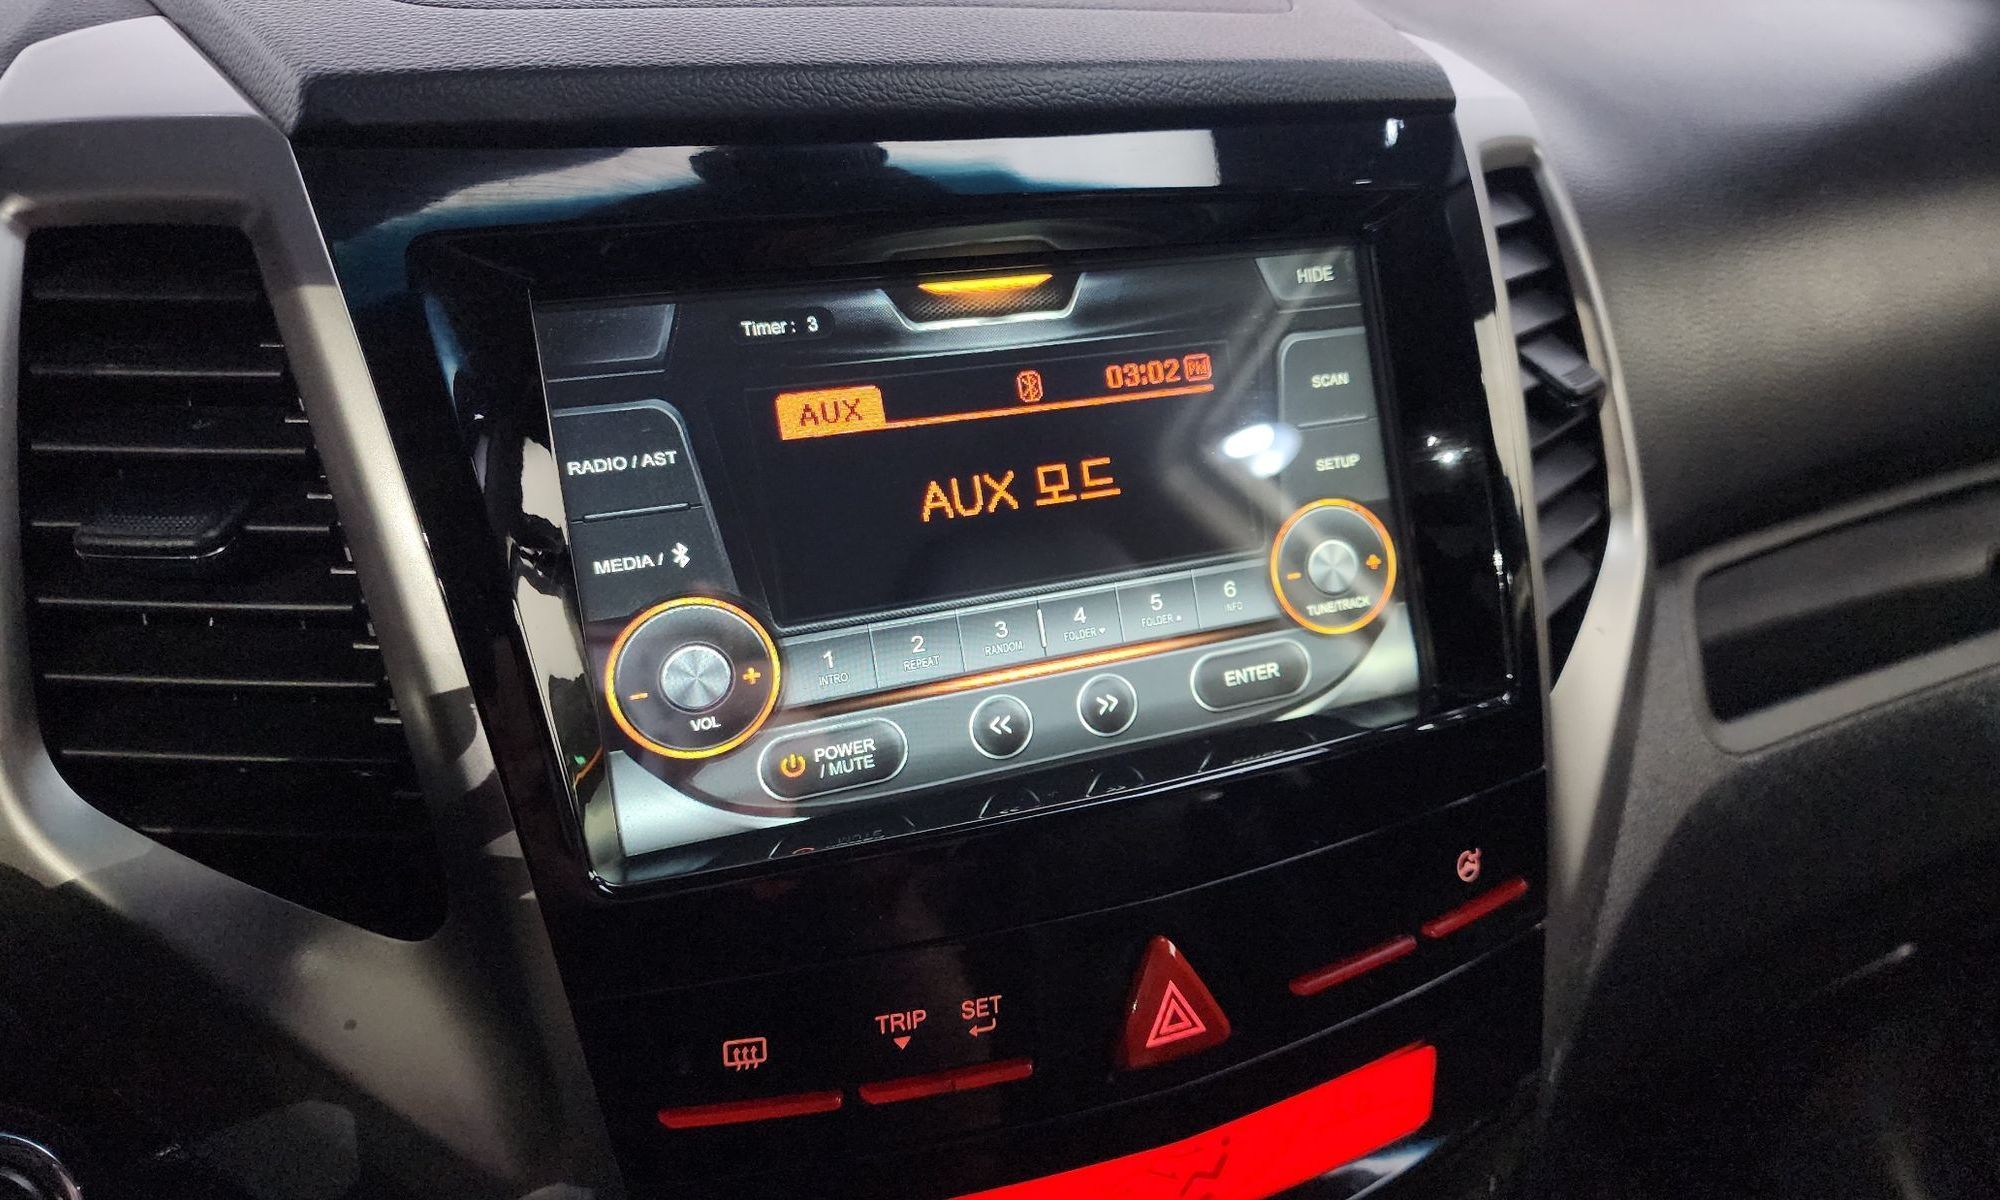 HIDE
Timer : 3
AUX
03:02 PM
AUX 모드
RADIO / AST
MEDIA /
SCAN
SETUP
VOL
TUNE/TRACK
1
INTRO
2
REPEAT
3
RANDOM
4
FOLDER
5
FOLDER
6
INFO
POWER
/ MUTE
ENTER
TRIP
SET